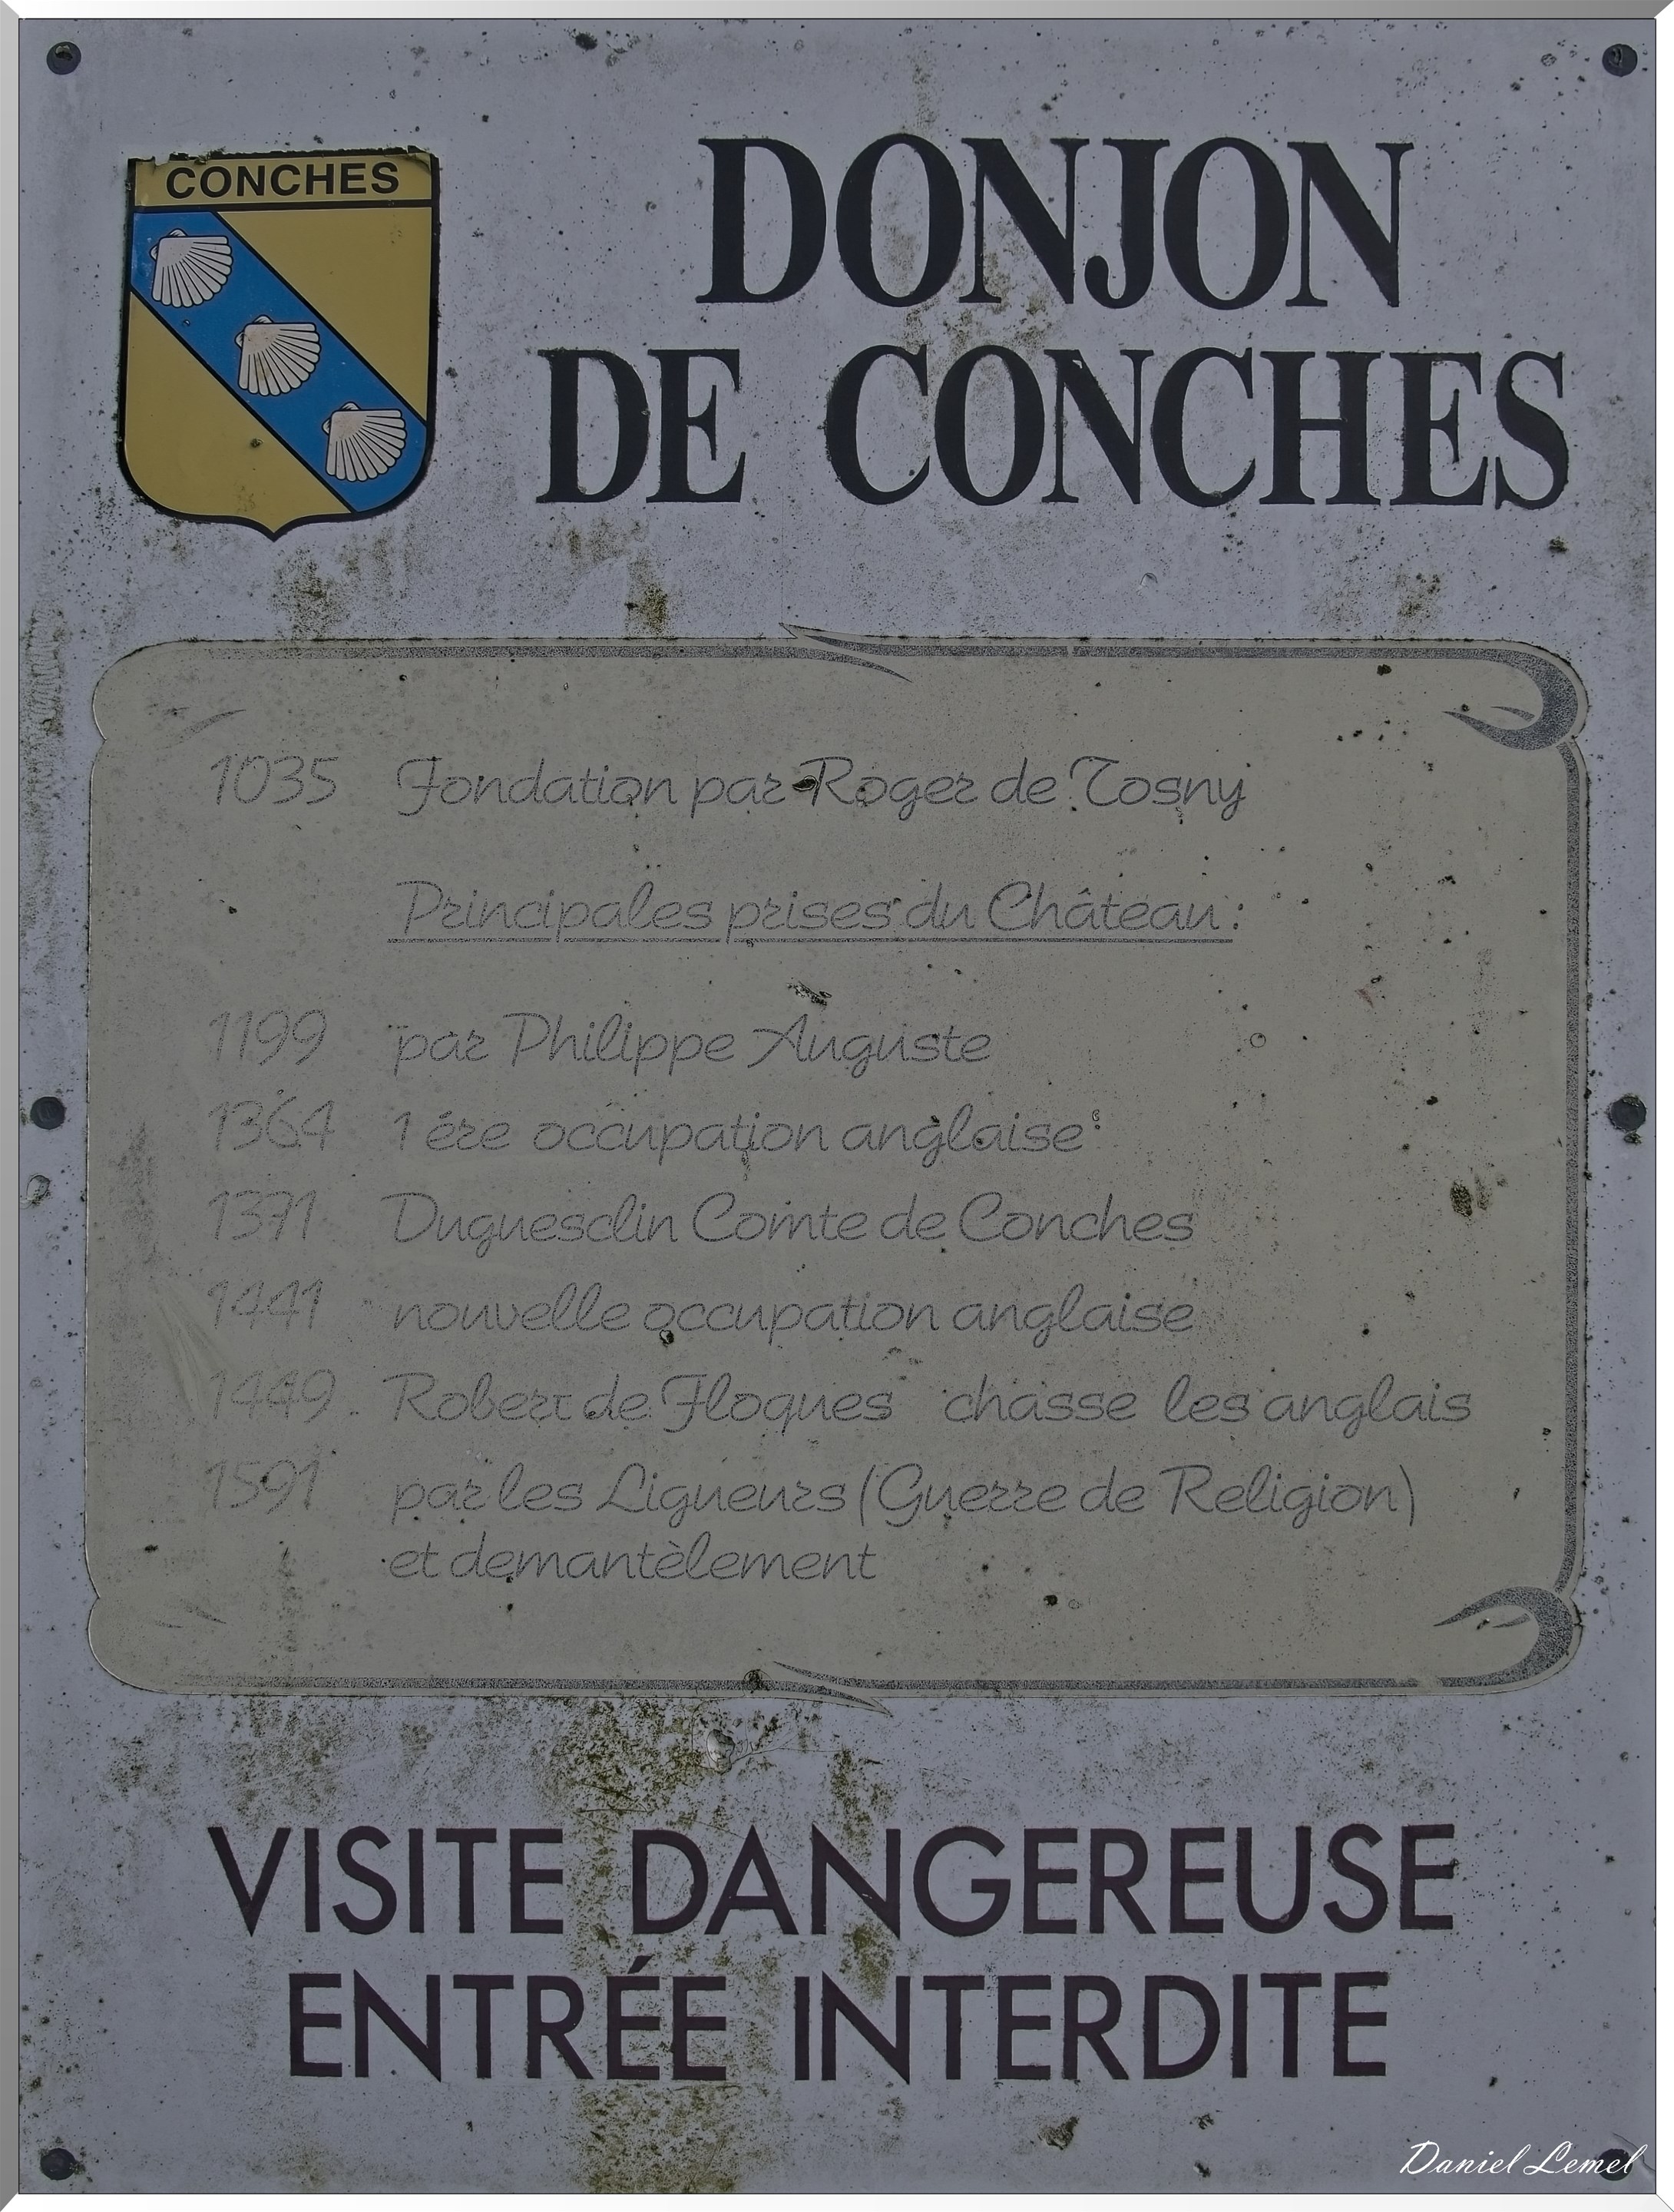 CONCHES
DONJON
DE CONCHES
1035 Fondation par Roger de Tosny
Principales prises du Château :
1199 par Philippe Auguste
1364 1 ére occupation anglaise
1371 Duguesclin Comte de Conches
1441 nouvelle occupation anglaise
1449 Robert de Floques chasse les anglais
1591 par les Ligueurs (Guerre de Religion)
et demantèlement
VISITE DANGEREUSE
ENTRÉE INTERDITE
Daniel Lemel